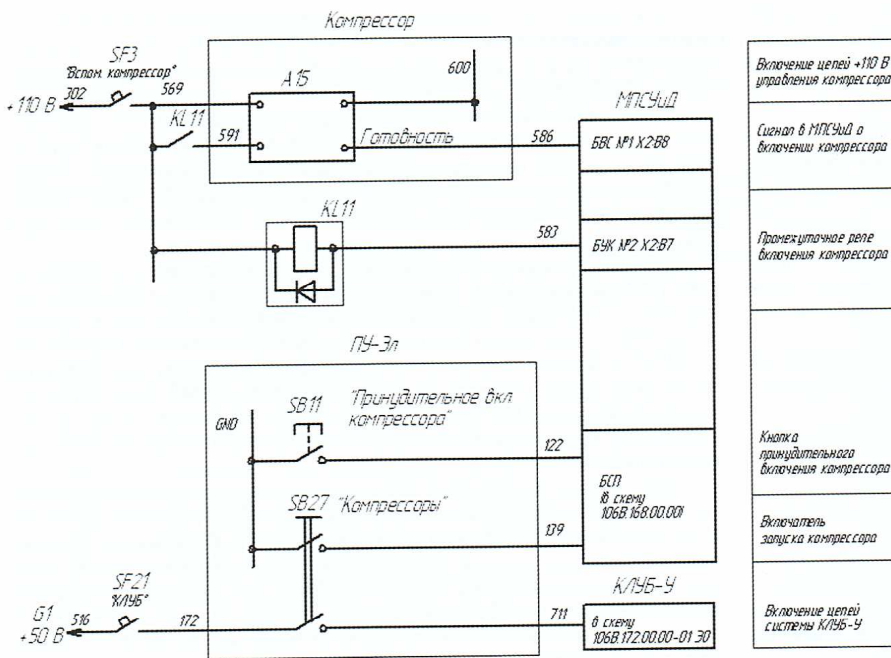 Компрессор
SF3
"Вспом. компрессор"
+110 В
302
569
KL11
591
A15
600
Готовность
586
МПСУиД
БВС №1 Х2:В8
KL11
583
БУК №2 Х2:В7
ПУ-Эл
GND
SB11
"Принудительное вкл.
компрессора"
122
SB27 "Компрессоры"
139
БСП
(в схему
106В.168.00.00)
SF21
"КЛУБ"
G1
+50 В
516
172
711
КЛУБ-У
в схему
106В.172.00.00-01 30
Включение цепей +110 В
управления компрессора
Сигнал в МПСУиД о
включении компрессора
Промежуточное реле
включения компрессора
Кнопка
принудительного
включения компрессора
Включатель
запуска компрессора
Включение цепей
системы КЛУБ-У